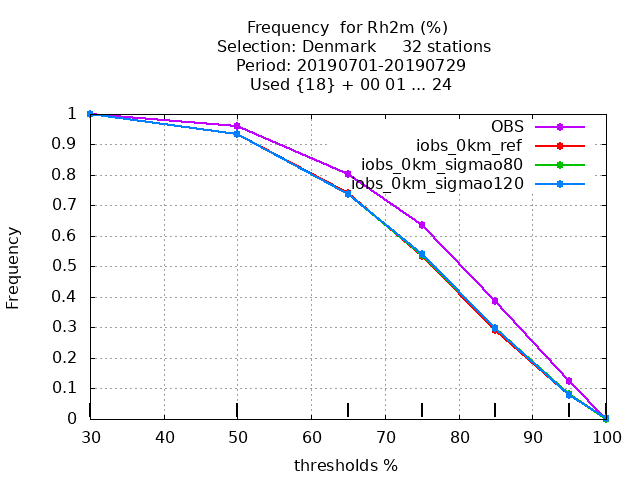 Frequency  for Rh2m (%)
Selection: Denmark     32 stations
Period: 20190701-20190729
Used {18} + 00 01 ... 24
OBS
iobs_0km_ref
iobs_0km_sigmao80
iobs_0km_sigmao120
Frequency
1
0.9
0.8
0.7
0.6
0.5
0.4
0.3
0.2
0.1
0
30 40 50 60 70 80 90 100
thresholds %